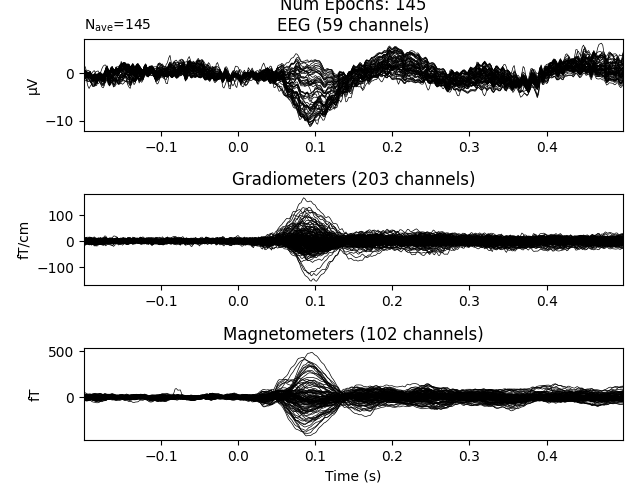 Num Epochs: 145
N_ave=145
EEG (59 channels)
0
−10
µV
−0.1 0.0 0.1 0.2 0.3 0.4
Gradiometers (203 channels)
100
0
−100
fT/cm
−0.1 0.0 0.1 0.2 0.3 0.4
Magnetometers (102 channels)
500
0
fT
−0.1 0.0 0.1 0.2 0.3 0.4
Time (s)